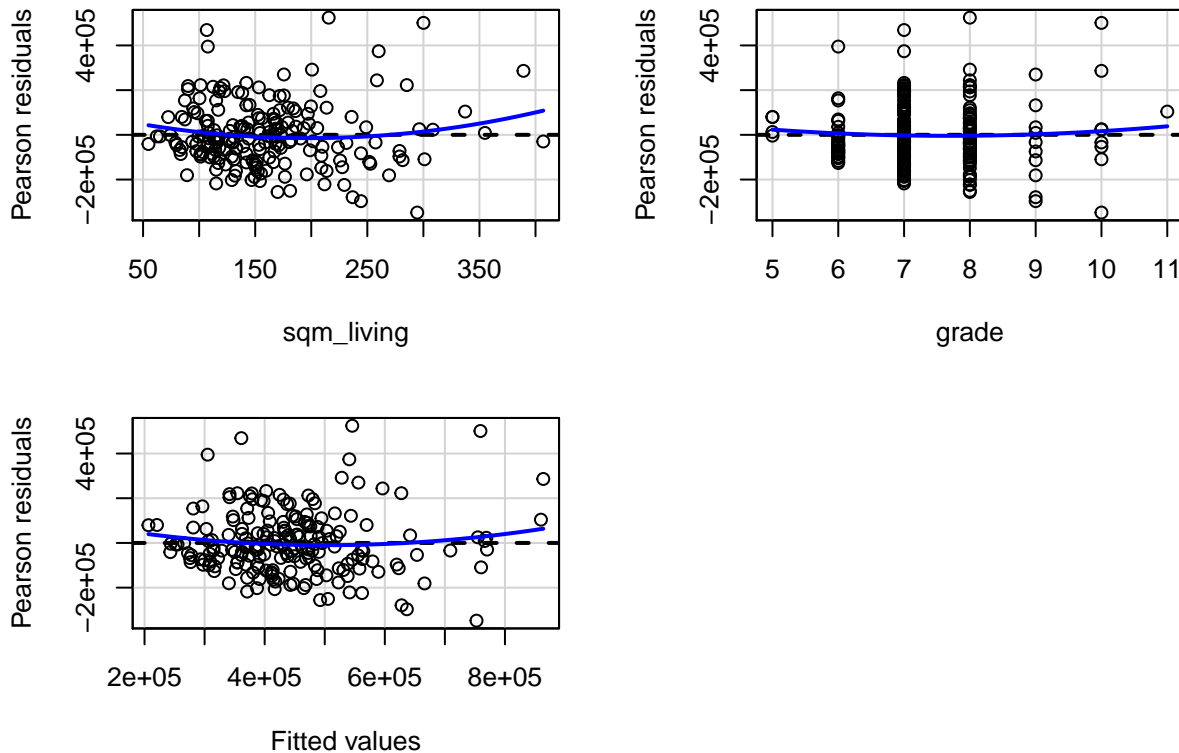 Pearson residuals
4e+05
−2e+05
50 150 250 350
sqm_living
Pearson residuals
4e+05
−2e+05
5 6 7 8 9 10 11
grade
Pearson residuals
4e+05
−2e+05
2e+05 4e+05 6e+05 8e+05
Fitted values